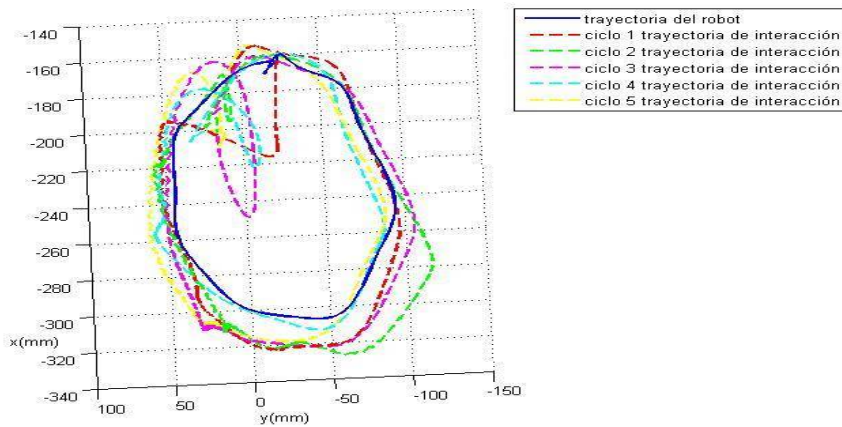 trayectoria del robot
ciclo 1 trayectoria de interacción
ciclo 2 trayectoria de interacción
ciclo 3 trayectoria de interacción
ciclo 4 trayectoria de interacción
ciclo 5 trayectoria de interacción
-140
-160
-180
-200
-220
-240
-260
-280
-300
x(mm)
-320
-340
100
50
0
-50
-100
-150
y(mm)